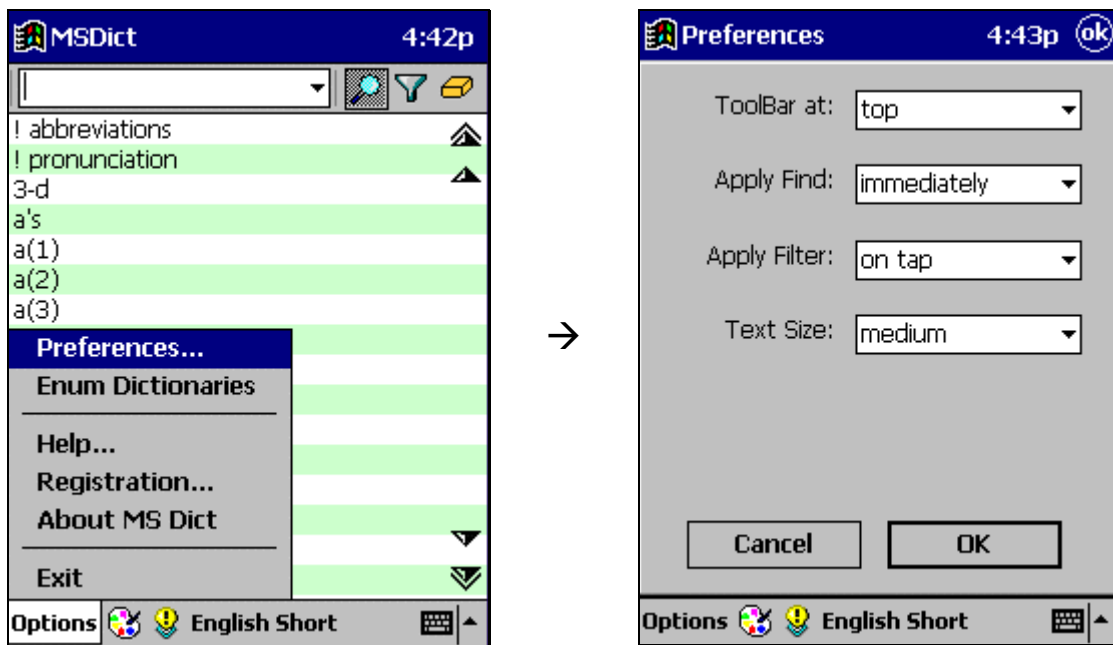 MSDict 4:42p
! abbreviations
! pronunciation
3-d
a's
a(1)
a(2)
a(3)
Preferences...
Enum Dictionaries
Help...
Registration...
About MS Dict
Exit
Options English Short
→
Preferences 4:43p ok
ToolBar at: top
Apply Find: immediately
Apply Filter: on tap
Text Size: medium
Cancel OK
Options English Short